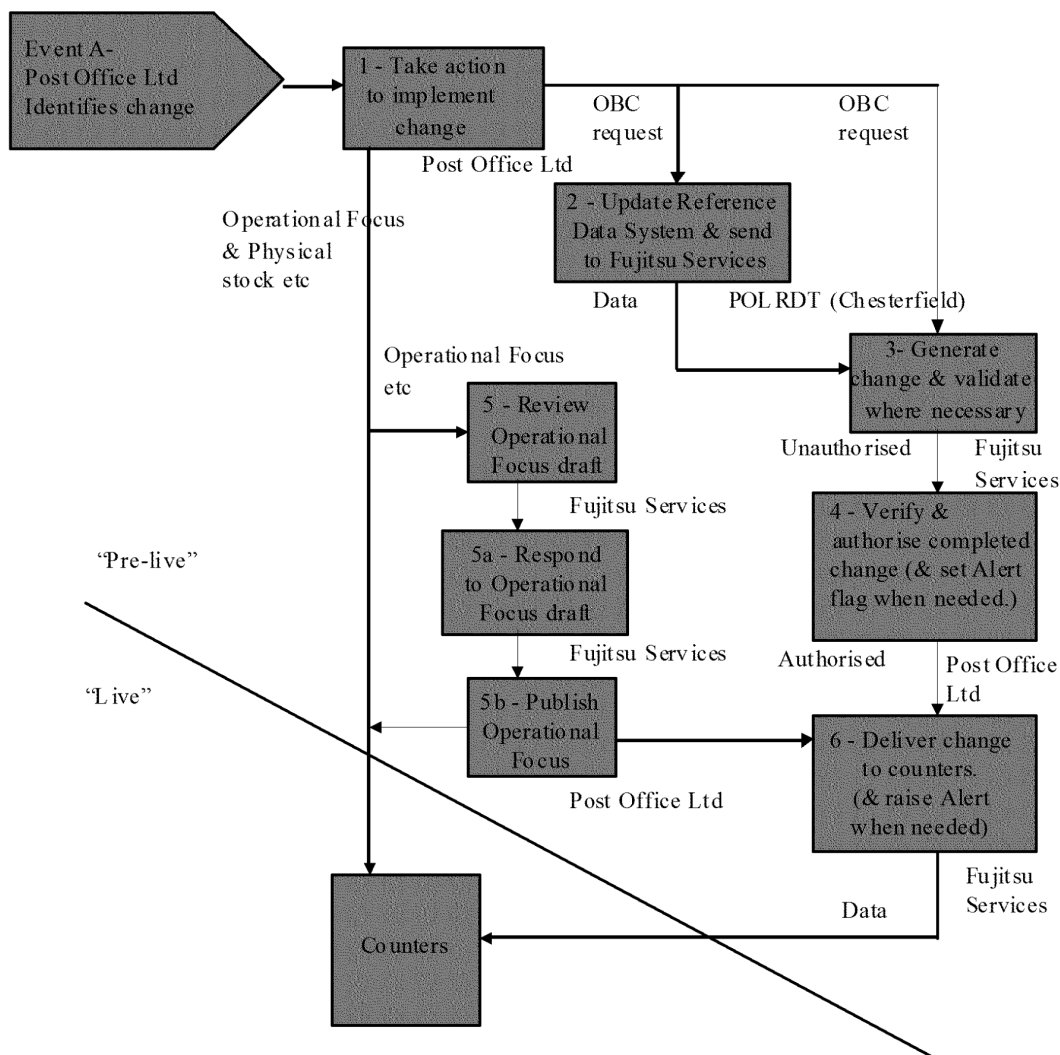 Event A-
Post Office Ltd
Identifies change
1 - Take action
to implement
change
Post Office Ltd
OBC
request
OBC
request
2 - Update Reference
Data System & send
to Fujitsu Services
Operational Focus
& Physical
stock etc
Data
POL RDT (Chesterfield)
3- Generate
change & validate
where necessary
Operational Focus
etc
5 - Review
Operational
Focus draft
Unauthorised
Fujitsu
Services
Fujitsu Services
4 - Verify &
authorise completed
change (& set Alert
flag when needed.)
5a - Respond
to Operational
Focus draft
“Pre-live”
Fujitsu Services
Authorised
Post Office
Ltd
“Live”
5b - Publish
Operational
Focus
6 - Deliver change
to counters.
(& raise Alert
when needed)
Post Office Ltd
Fujitsu
Services
Data
Counters